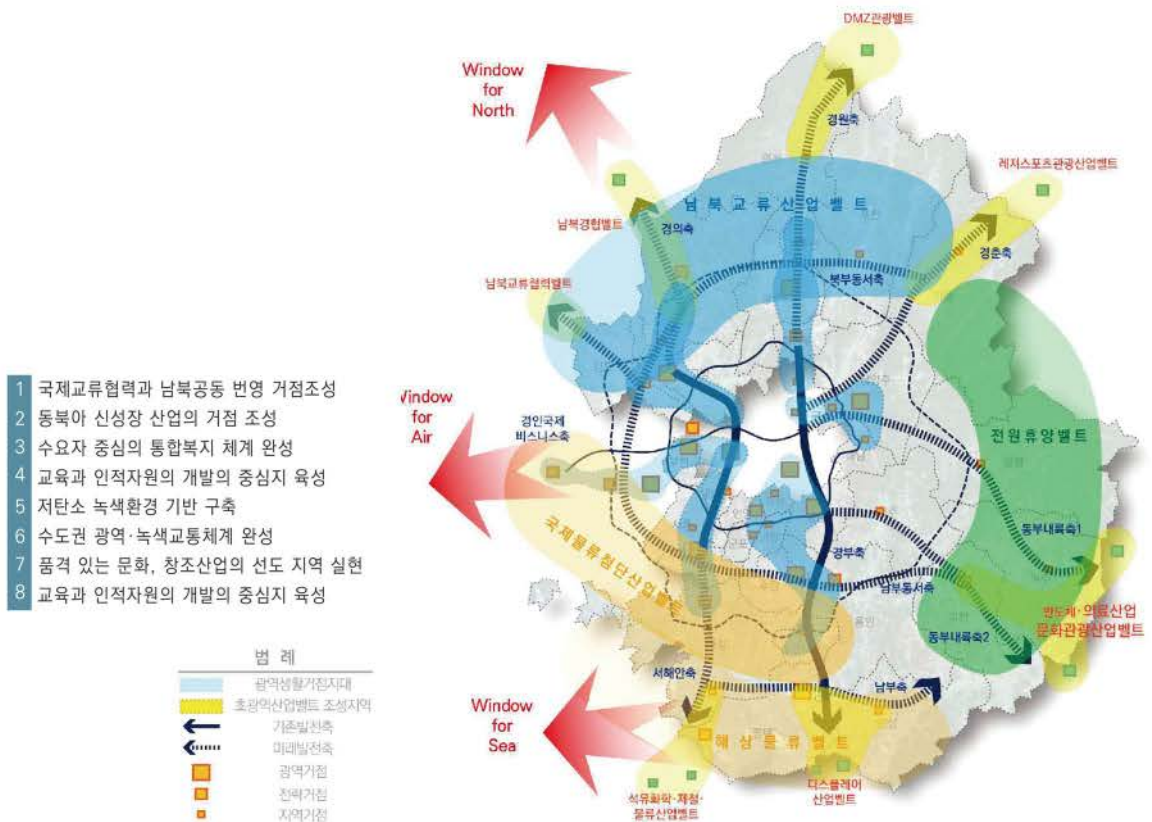 1 국제교류협력과 남북공동 번영 거점조성
2 동북아 신성장 산업의 거점 조성
3 수요자 중심의 통합복지 체계 완성
4 교육과 인적자원의 개발의 중심지 육성
5 저탄소 녹색환경 기반 구축
6 수도권 광역·녹색교통체계 완성
7 품격 있는 문화, 창조산업의 선도 지역 실현
8 교육과 인적자원의 개발의 중심지 육성
범 례
광역생활거점지대
초광역산업벨트 조성지역
기존발전축
미래발전축
광역거점
전략거점
지역거점
DMZ관광벨트
Window
for
North
경원축
레저스포츠관광산업벨트
남북교류산업벨트
남북경협벨트
경의축
경춘축
북부동서축
남북교류협력벨트
Window
for
Air
경인국제
비즈니스축
전원휴양벨트
국제물류첨단산업벨트
경부축
동부내륙축1
남부동서축
반도체·의료산업
문화관광산업벨트
동부내륙축2
서해안축
남부축
Window
for
Sea
해상물류벨트
석유화학·제철·
물류산업벨트
디스플레이
산업벨트